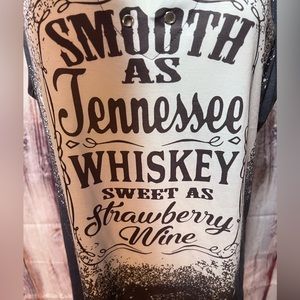 SMOOTH
AS
Tennessee
WHISKEY
SWEET AS
Strawberry
Wine